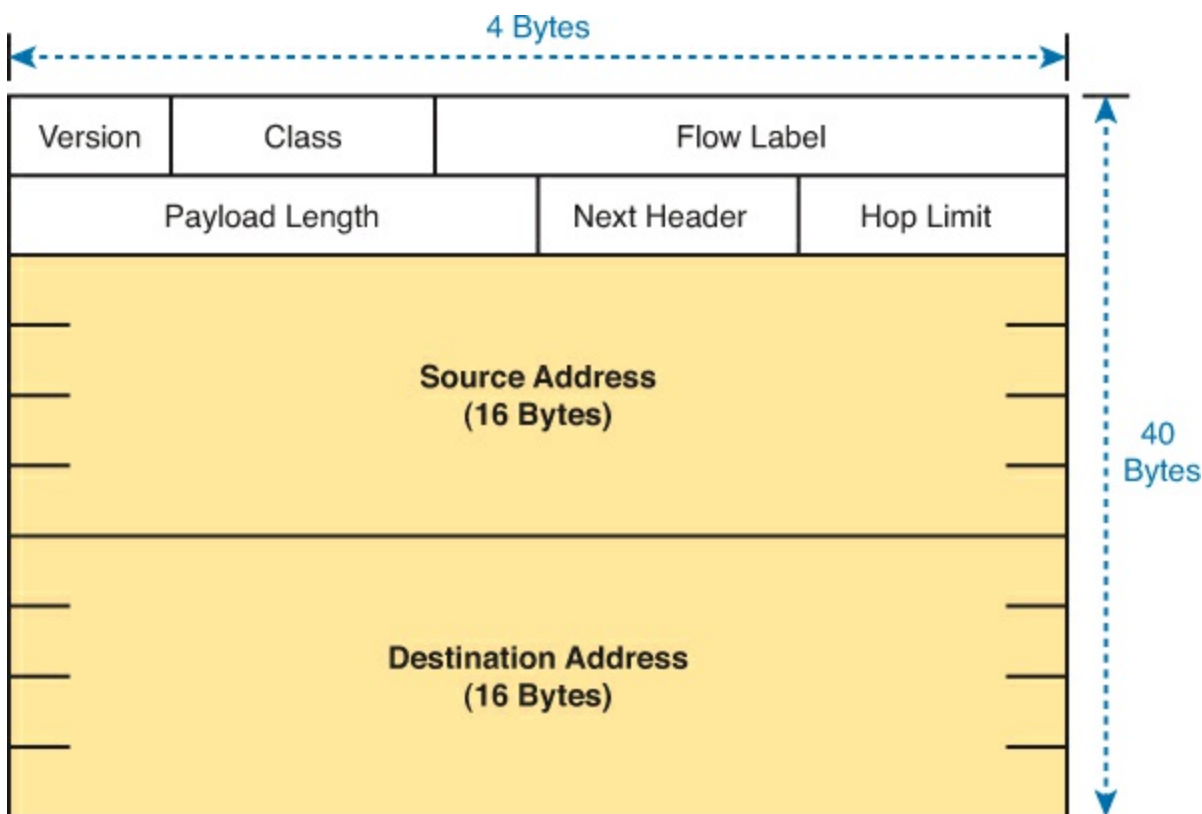 4 Bytes
Version Class Flow Label
Payload Length Next Header Hop Limit
Source Address
(16 Bytes)
40
Bytes
Destination Address
(16 Bytes)